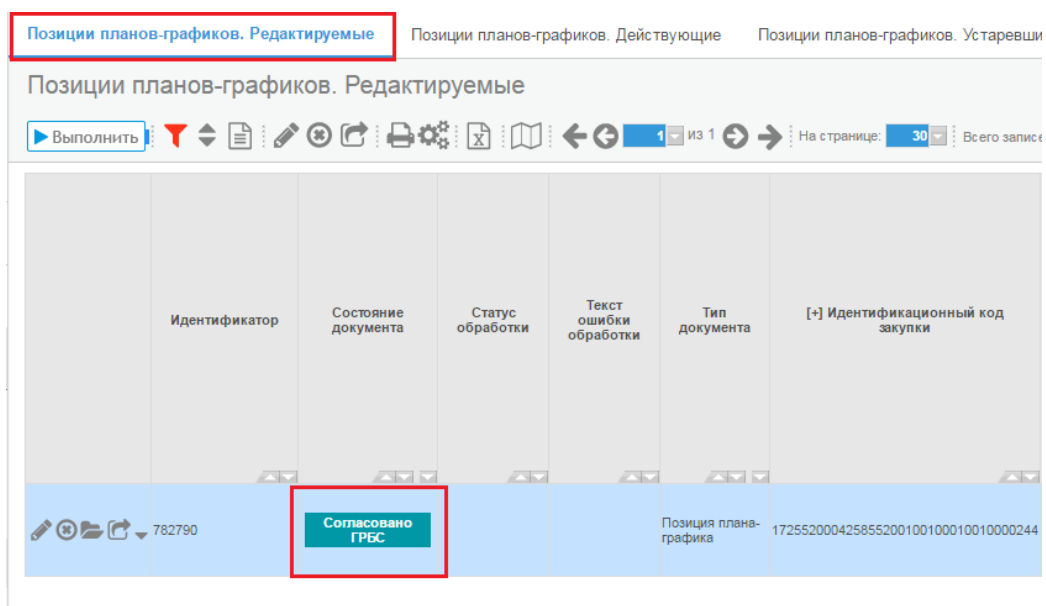 Позиции планов-графиков. Редактируемые Позиции планов-графиков. Действующие Позиции планов-графиков. Устаревши
Позиции планов-графиков. Редактируемые
Выполнить 1 из 1 На странице: 30 Всего записе
Идентификатор
Состояние
документа
Статус
обработки
Текст
ошибки
обработки
Тип
документа
[+] Идентификационный код
закупки
782790
Согласовано
ГРБС
Позиция плана-
графика
172552000425855200100100010010000244